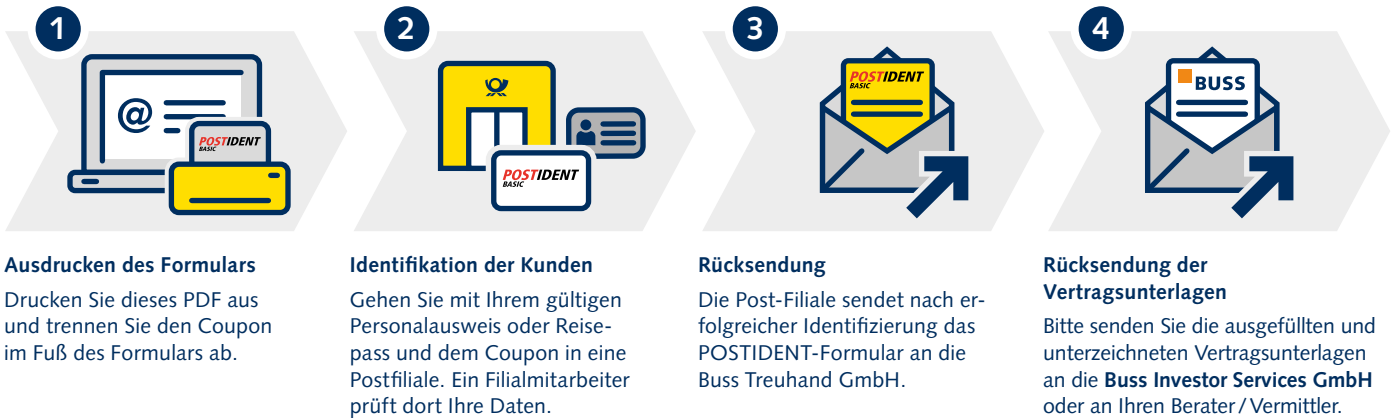 1
@
POSTIDENT
BASIC
Ausdrucken des Formulars
Drucken Sie dieses PDF aus
und trennen Sie den Coupon
im Fuß des Formulars ab.
2
POSTIDENT
BASIC
Identifikation der Kunden
Gehen Sie mit Ihrem gültigen
Personalausweis oder Reise-
pass und dem Coupon in eine
Postfiliale. Ein Filialmitarbeiter
prüft dort Ihre Daten.
3
POSTIDENT
BASIC
Rücksendung
Die Post-Filiale sendet nach er-
folgreicher Identifizierung das
POSTIDENT-Formular an die
Buss Treuhand GmbH.
4
BUSS
Rücksendung der
Vertragsunterlagen
Bitte senden Sie die ausgefüllten und
unterzeichneten Vertragsunterlagen
an die Buss Investor Services GmbH
oder an Ihren Berater / Vermittler.